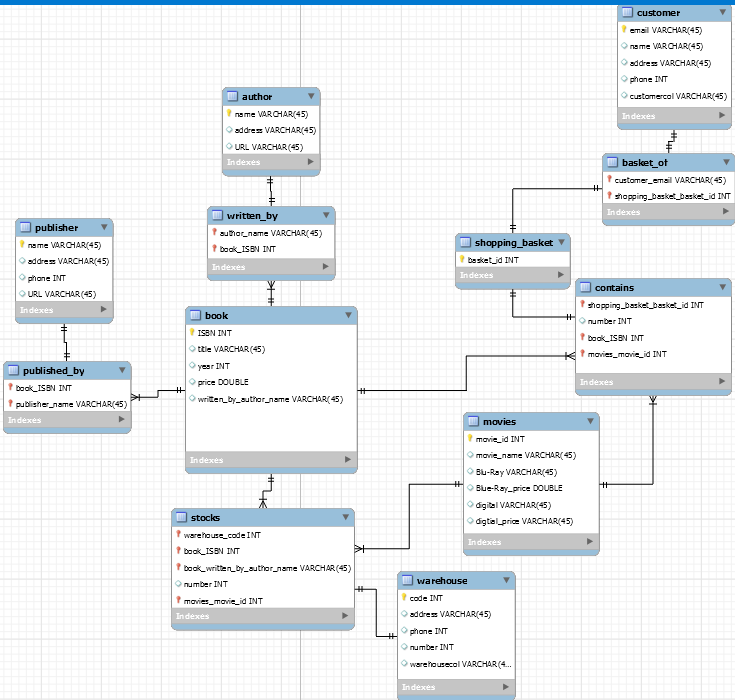 customer
email VARCHAR(45)
name VARCHAR(45)
address VARCHAR(45)
phone INT
customercol VARCHAR(45)
Indexes
author
name VARCHAR(45)
address VARCHAR(45)
URL VARCHAR(45)
Indexes
basket_of
customer_email VARCHAR(45)
shopping_basket_basket_id INT
Indexes
written_by
author_name VARCHAR(45)
book_ISBN INT
Indexes
publisher
name VARCHAR(45)
address VARCHAR(45)
phone INT
URL VARCHAR(45)
Indexes
shopping_basket
basket_id INT
Indexes
contains
shopping_basket_basket_id INT
number INT
book_ISBN INT
movies_movie_id INT
Indexes
book
ISBN INT
title VARCHAR(45)
year INT
price DOUBLE
written_by_author_name VARCHAR(45)
Indexes
published_by
book_ISBN INT
publisher_name VARCHAR(45)
Indexes
movies
movie_id INT
movie_name VARCHAR(45)
Blu-Ray VARCHAR(45)
Blue-Ray_price DOUBLE
digital VARCHAR(45)
digtial_price VARCHAR(45)
Indexes
stocks
warehouse_code INT
book_ISBN INT
book_written_by_author_name VARCHAR(45)
number INT
movies_movie_id INT
Indexes
warehouse
code INT
address VARCHAR(45)
phone INT
number INT
warehousecol VARCHAR(4...
Indexes